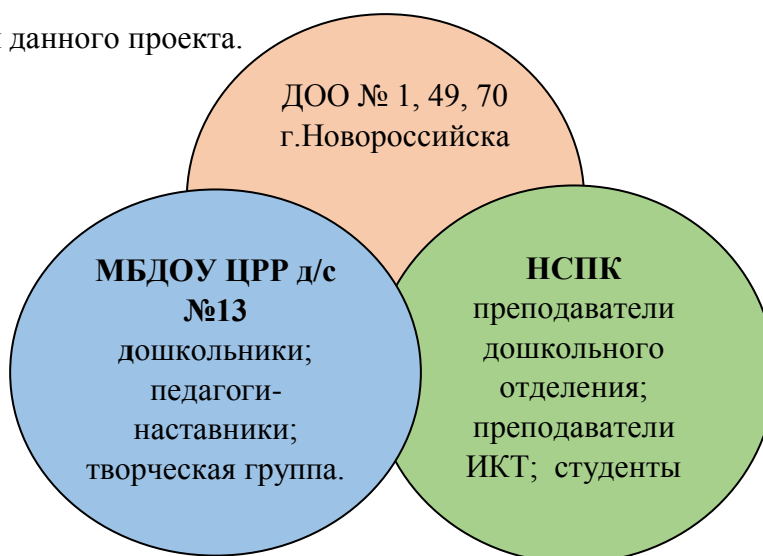 данного проекта.
ДОО № 1, 49, 70
г.Новороссийска
МБДОУ ЦРР д/с
№13
дошкольники;
педагоги-
наставники;
творческая группа.
НСПК
преподаватели
дошкольного
отделения;
преподаватели
ИКТ; студенты